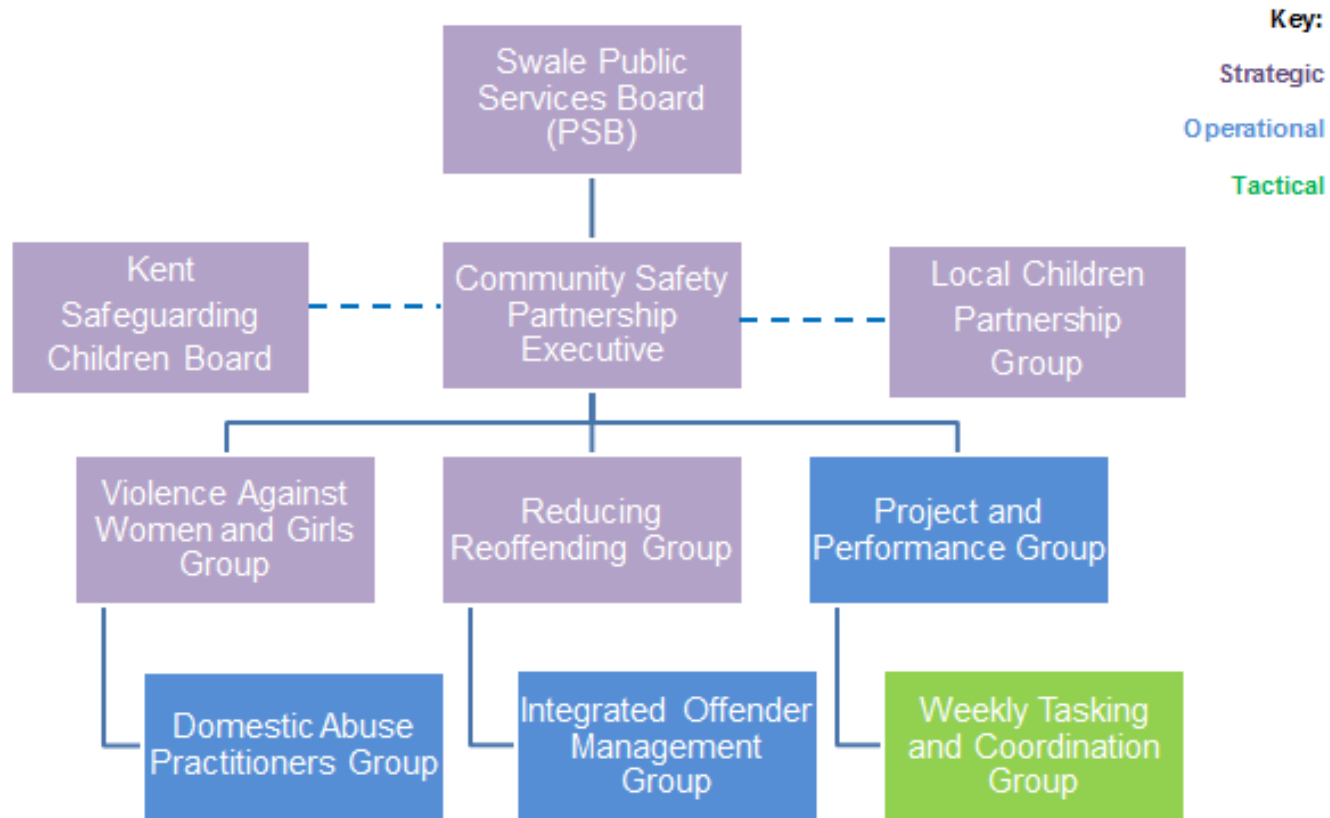 Key:
Strategic
Operational
Tactical
Swale Public
Services Board
(PSB)
Kent
Safeguarding
Children Board
Community Safety
Partnership
Executive
Local Children
Partnership
Group
Violence Against
Women and Girls
Group
Reducing
Reoffending Group
Project and
Performance Group
Domestic Abuse
Practitioners Group
Integrated Offender
Management
Group
Weekly Tasking
and Coordination
Group